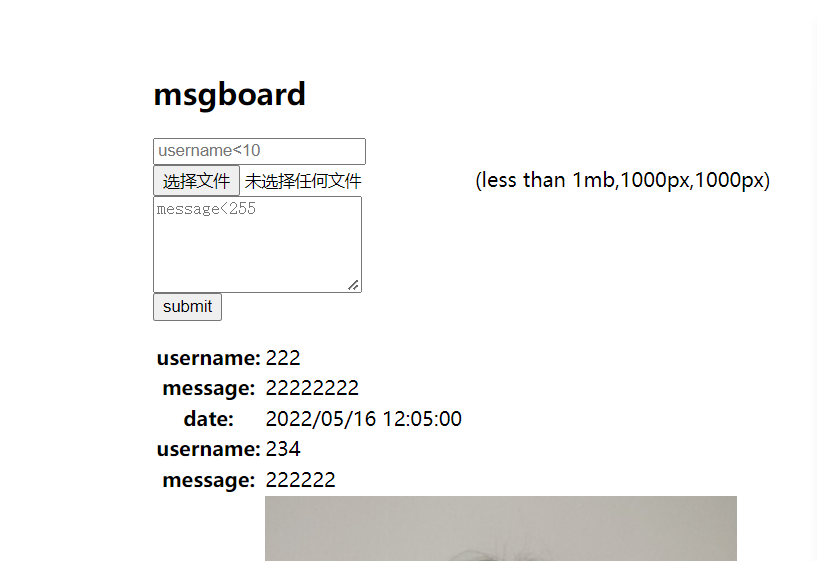 msgboard
username<10
选择文件 未选择任何文件 (less than 1mb,1000px,1000px)
message<255
submit
username: 222
message: 22222222
date: 2022/05/16 12:05:00
username: 234
message: 222222